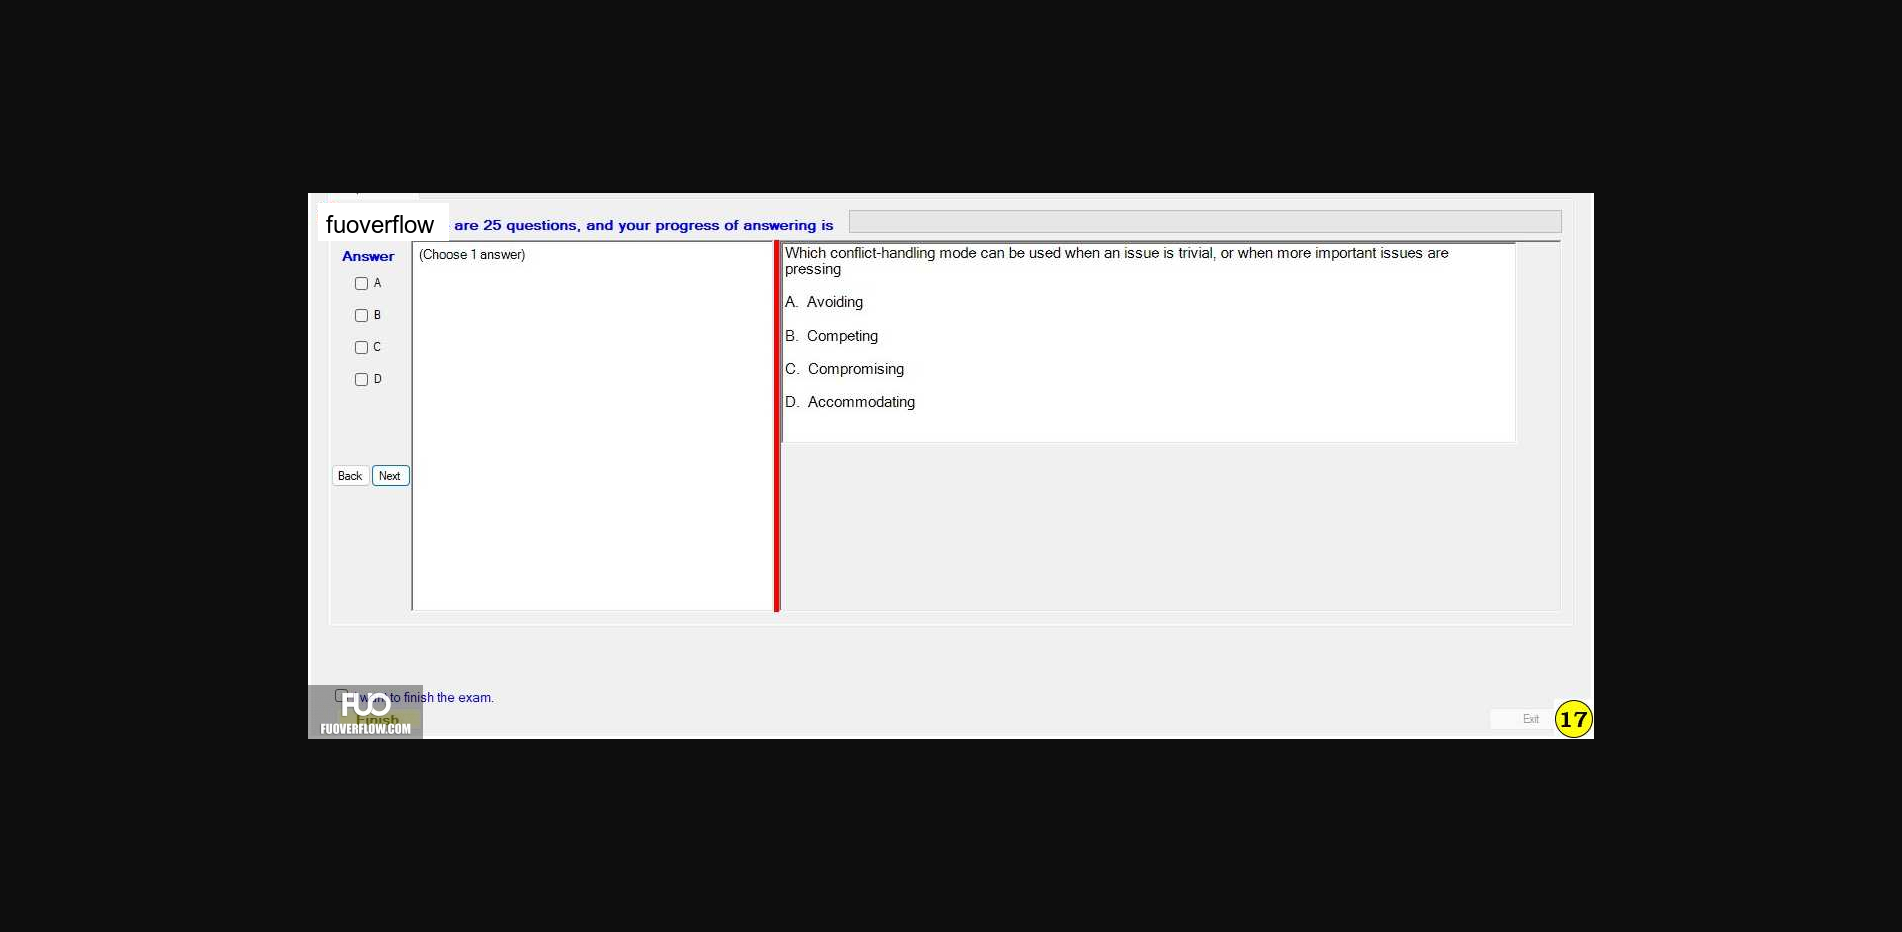 fuoverflow are 25 questions, and your progress of answering is
Answer
A
B
C
D
Back Next
(Choose 1 answer)
Which conflict-handling mode can be used when an issue is trivial, or when more important issues are
pressing
A. Avoiding
B. Competing
C. Compromising
D. Accommodating
I want to finish the exam.
Finish
FUO
FUOVERFLOW.COM
Exit
17